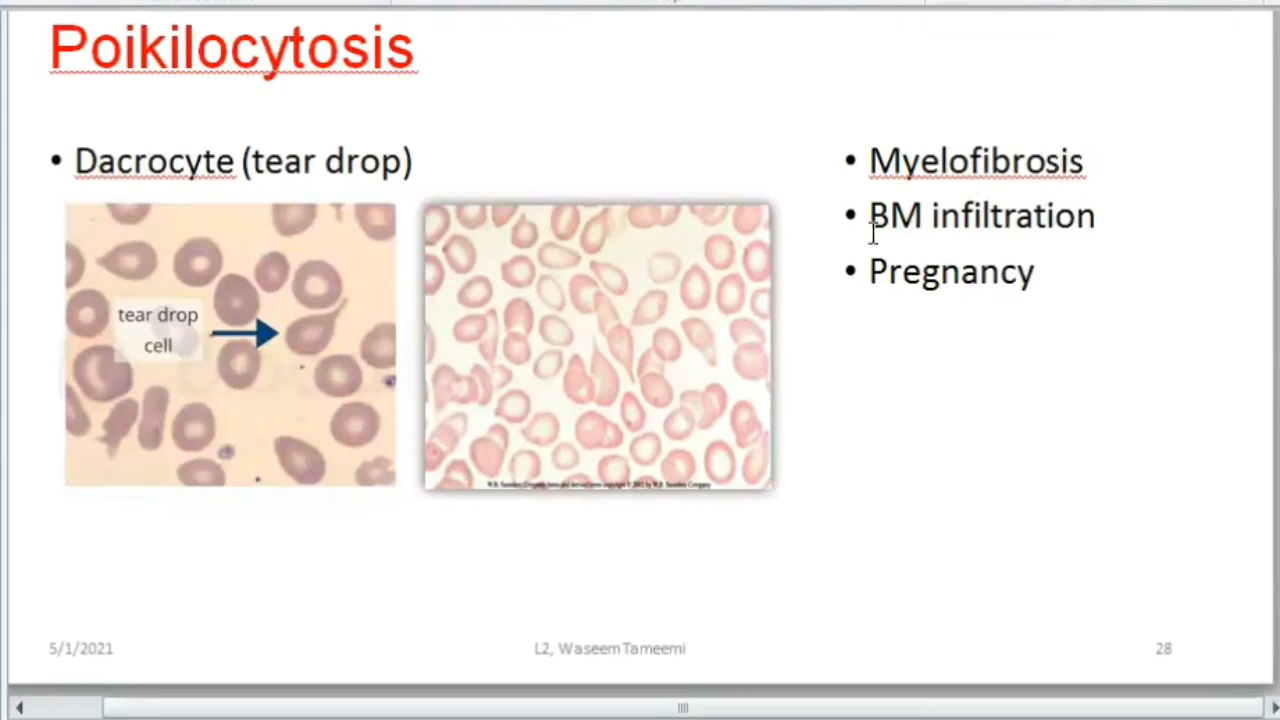 Poikilocytosis
• Dacrocyte (tear drop)
tear drop
cell
• Myelofibrosis
• BM infiltration
• Pregnancy
5/1/2021
L2, Waseem Tameemi
28